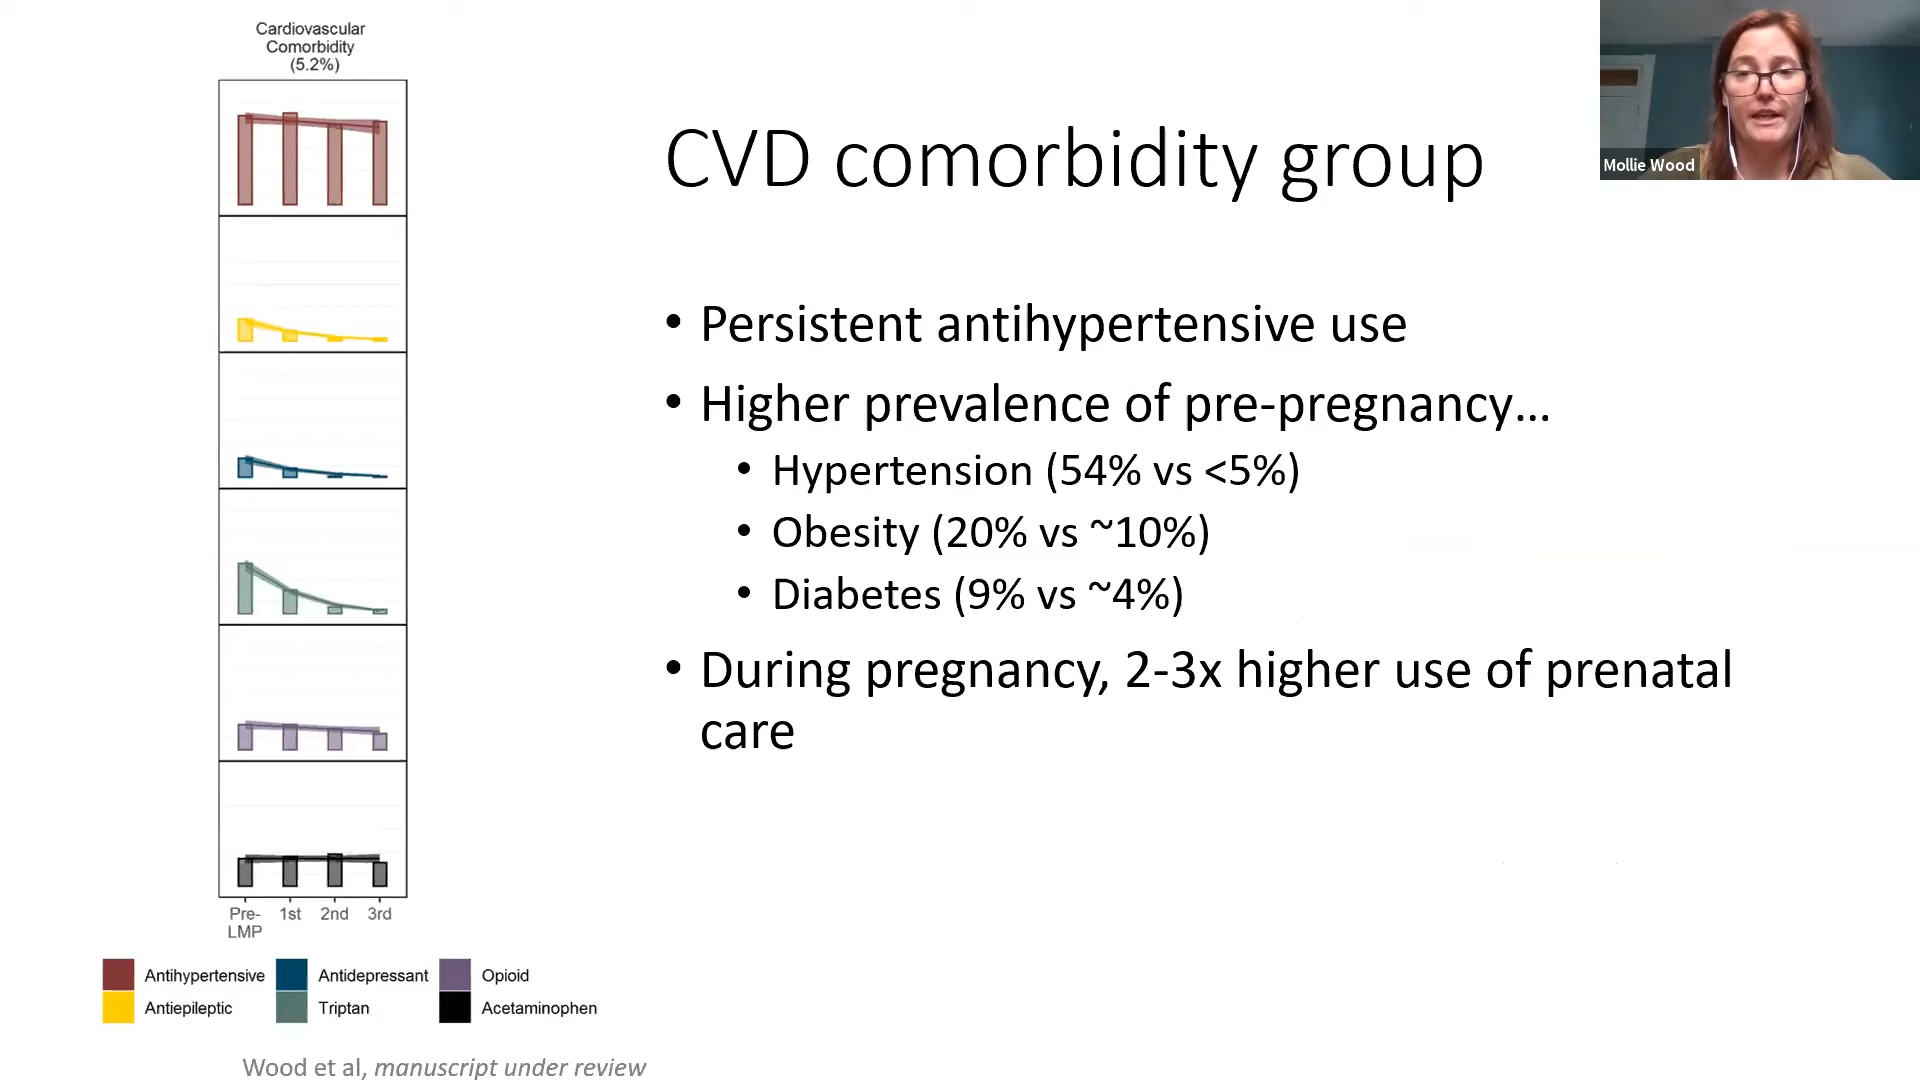 Cardiovascular
Comorbidity
(5.2%)
CVD comorbidity group
Mollie Wood
• Persistent antihypertensive use
• Higher prevalence of pre-pregnancy…
• Hypertension (54% vs <5%)
• Obesity (20% vs ~10%)
• Diabetes (9% vs ~4%)
• During pregnancy, 2-3x higher use of prenatal
care
Pre-
LMP
1st
2nd
3rd
Antihypertensive
Antidepressant
Opioid
Antiepileptic
Triptan
Acetaminophen
Wood et al, manuscript under review